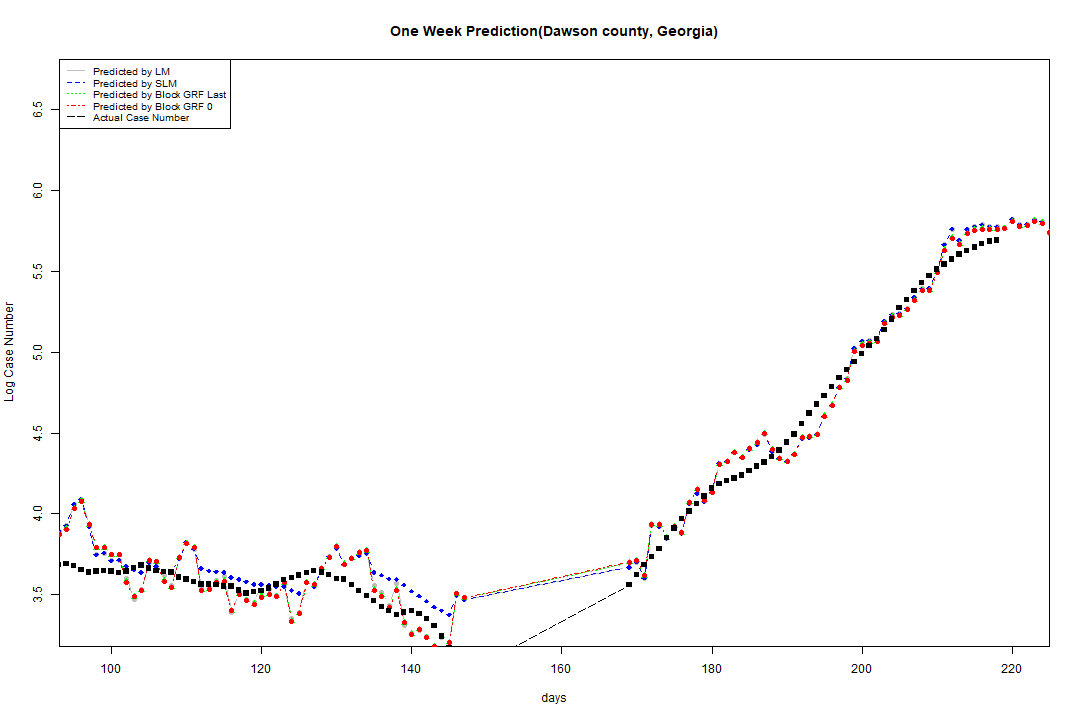 One Week Prediction(Dawson county, Georgia)
Predicted by LM
Predicted by SLM
Predicted by Block GRF Last
Predicted by Block GRF 0
Actual Case Number
Log Case Number
6.5
6.0
5.5
5.0
4.5
4.0
3.5
100 120 140 160 180 200 220
days